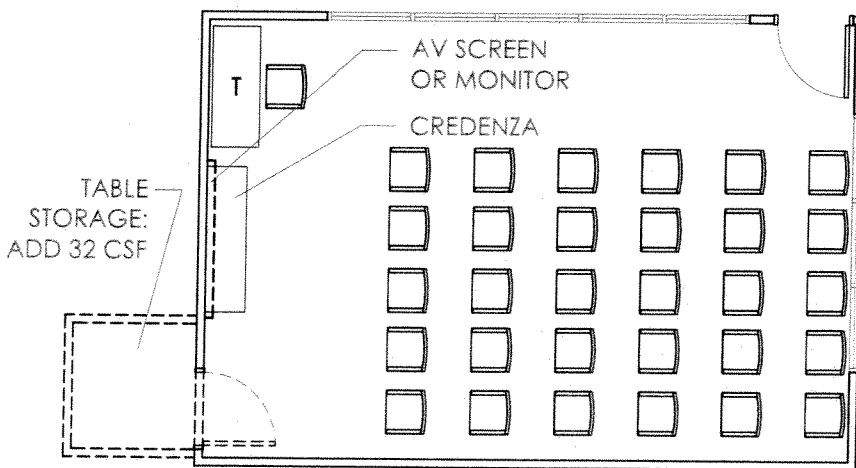 AV SCREEN
OR MONITOR
T
CREDENZA
TABLE
STORAGE:
ADD 32 CSF